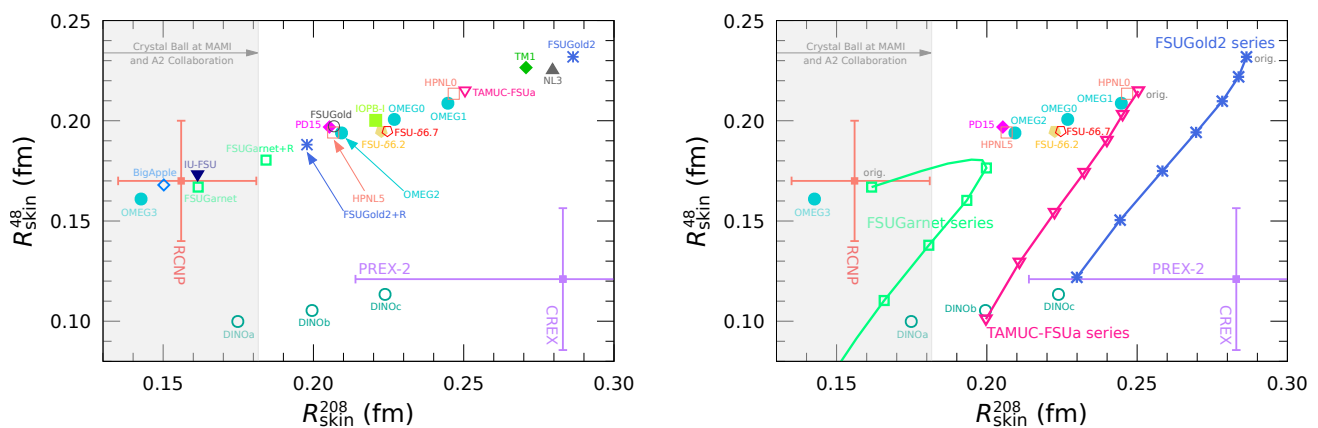 0.25
0.20
0.15
0.10
R^48_skin (fm)
Crystal Ball at MAMI
and A2 Collaboration
FSUGold2
TM1
NL3
HPNL0
TAMUC-FSUa
IOPB-I
OMEG0
OMEG1
FSUGold
PD15
FSU-δ6.7
FSU-δ6.2
FSUGarnet+R
IU-FSU
BigApple
FSUGarnet
OMEG3
OMEG2
HPNL5
FSUGold2+R
RCNP
PREX-2
CREX
DINOc
DINOb
DINOa
0.15
0.20
0.25
0.30
R^208_skin (fm)
0.25
0.20
0.15
0.10
R^48_skin (fm)
Crystal Ball at MAMI
and A2 Collaboration
FSUGold2 series
orig.
HPNL0
orig.
OMEG1
OMEG0
OMEG2
PD15
FSU-δ6.7
HPNL5
FSU-δ6.2
orig.
OMEG3
FSUGarnet series
RCNP
PREX-2
CREX
DINOc
DINOb
DINOa
TAMUC-FSUa series
0.15
0.20
0.25
0.30
R^208_skin (fm)